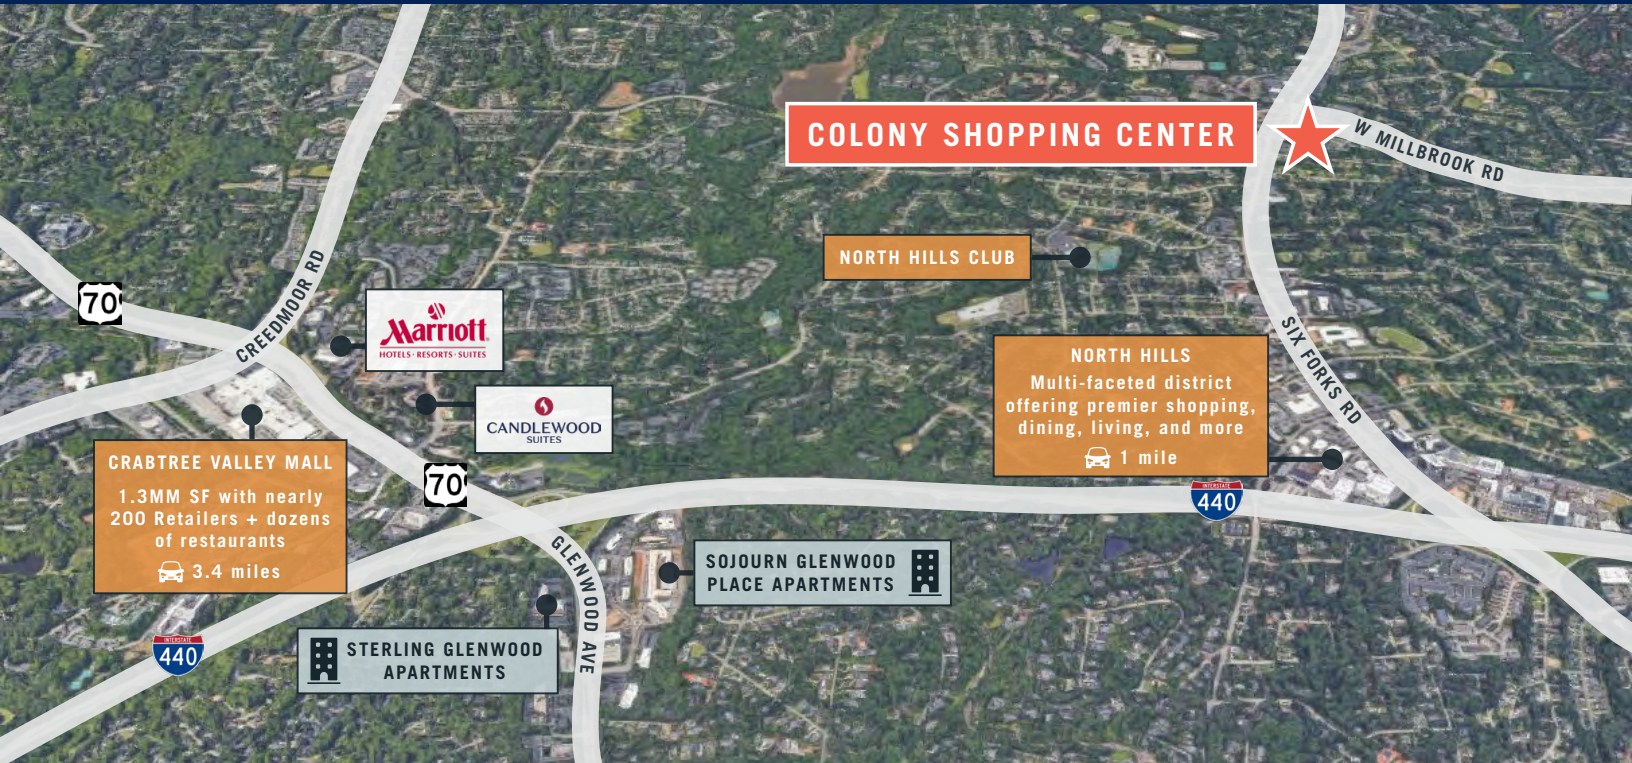 COLONY SHOPPING CENTER
W MILLBROOK RD
NORTH HILLS CLUB
CREEDMOOR RD
70
Marriott
HOTELS · RESORTS · SUITES
SIX FORKS RD
NORTH HILLS
Multi-faceted district
offering premier shopping,
dining, living, and more
1 mile
CANDLEWOOD
SUITES
CRABTREE VALLEY MALL
1.3MM SF with nearly
200 Retailers + dozens
of restaurants
3.4 miles
70
INTERSTATE
440
GLENWOOD AVE
SOJOURN GLENWOOD
PLACE APARTMENTS
STERLING GLENWOOD
APARTMENTS
INTERSTATE
440